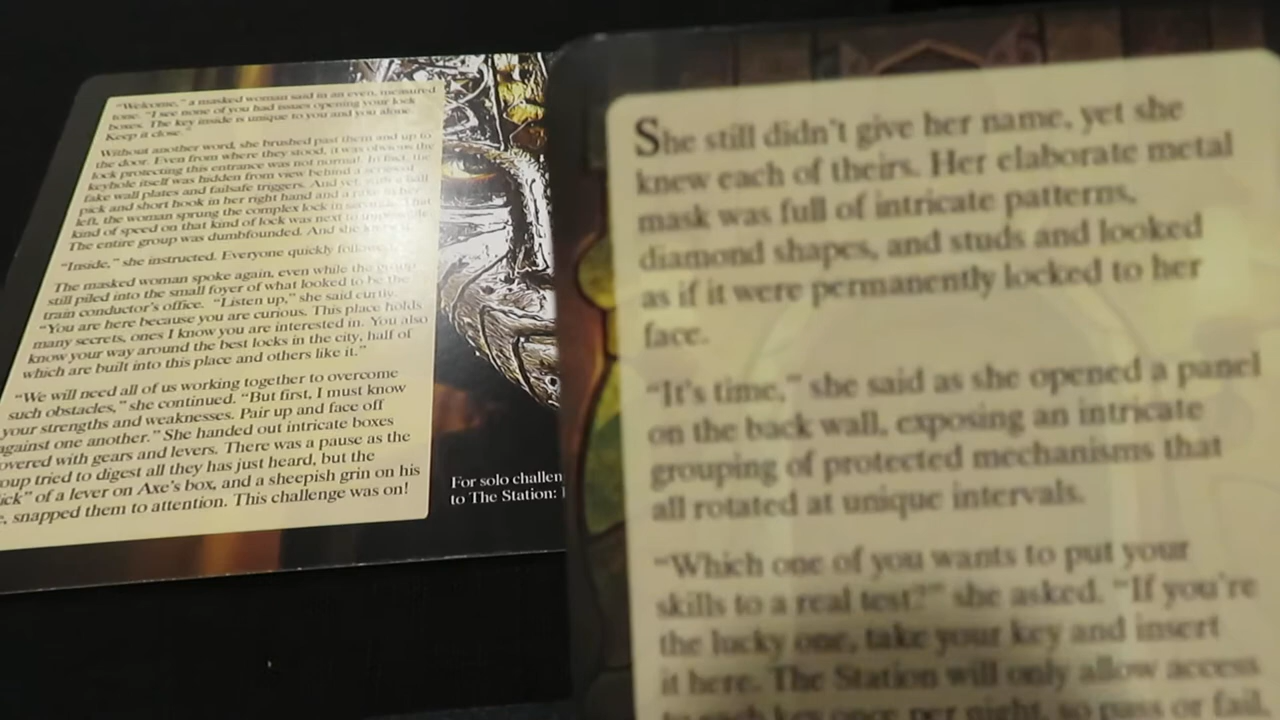 "Welcome," a masked woman said in an even, measured
tone. "I see none of you had issues opening your lock
boxes. The key inside is unique to you and you alone.
Keep it close."
Without another word, she brushed past them and up to
the door. Even from where they stood, it was obvious the
lock protecting this entrance was not normal. In fact, the
keyhole itself was hidden from view behind a
fake wall plates and failsafe triggers. And yet, with a half
pick and short hook in her right hand and a in her
left, the woman sprung the complex lock in
kind of speed on that kind of lock was next to
The entire group was dumbfounded. And she
"Inside," she instructed. Everyone quickly
The masked woman spoke again, even while the group
still piled into the small foyer of what looked to be the
train conductor's office. "Listen up," she said curtly.
"You are here because you are curious. This place holds
many secrets, ones I know you are interested in. You also
know your way around the best locks in the city, half of
which are built into this place and others like it."
"We will need all of us working together to overcome
such obstacles," she continued. "But first, I must know
your strengths and weaknesses. Pair up and face off
against one another." She handed out intricate boxes
overed with gears and levers. There was a pause as the
oup tried to digest all they has just heard, but the
ick" of a lever on Axe's box, and a sheepish grin on his
e, snapped them to attention. This challenge was on!
For solo challen
to The Station:
She still didn't give her name, yet she
knew each of theirs. Her elaborate metal
mask was full of intricate patterns,
diamond shapes, and studs and looked
as if it were permanently locked to her
face.
"It's time," she said as she opened a panel
on the back wall, exposing an intricate
grouping of protected mechanisms that
all rotated at unique intervals.
"Which one of you wants to put your
skills to a real test?" she asked. "If you're
the lucky one, take your key and insert
it here. The Station will only allow access
to each key once per night, so pass or fail,